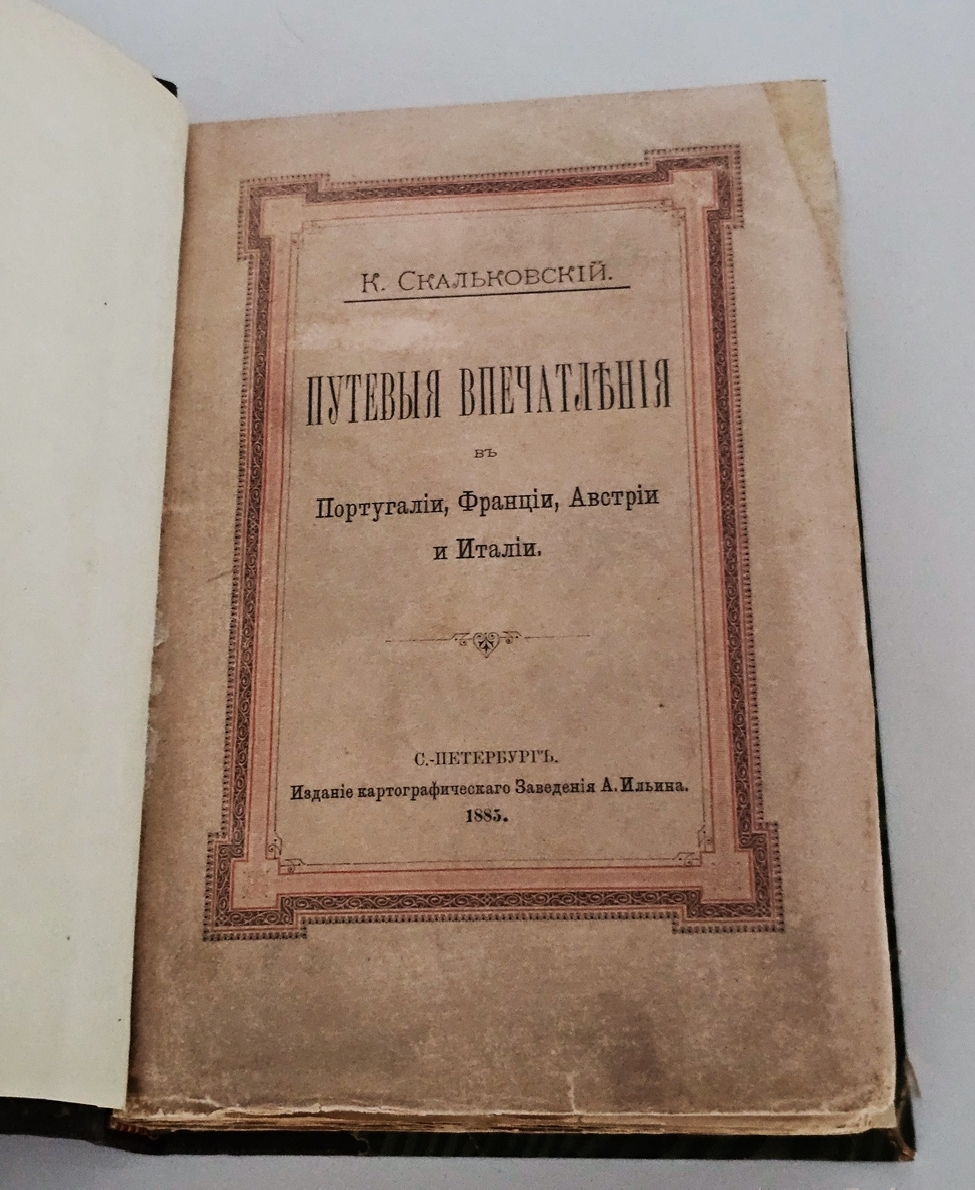 К. Скальковскій.
ПУТЕВЫЯ ВПЕЧАТЛѢНІЯ
въ
Португаліи, Франціи, Австріи
и Италіи.
С.-ПЕТЕРБУРГЪ.
Изданіе картографическаго Заведенія А. Ильина.
1885.